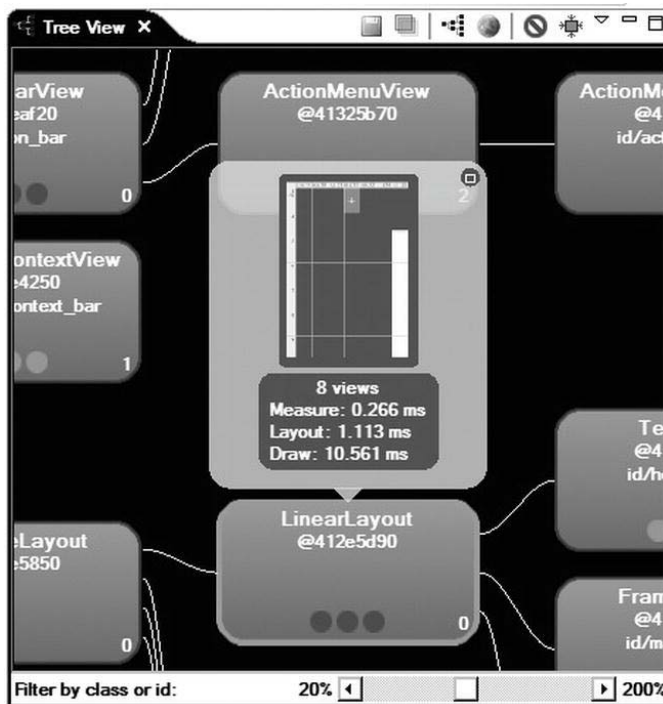 Tree View
arView
eaf20
on_bar
0
ActionMenuView
@41325b70
2
ActionMe
@4
id/act
ontextView
e4250
ontext_bar
1
8 views
Measure: 0.266 ms
Layout: 1.113 ms
Draw: 10.561 ms
eLayout
e5850
0
LinearLayout
@412e5d90
0
Te
@4
id/he
Fram
@4
id/m
Filter by class or id: 20% 200%